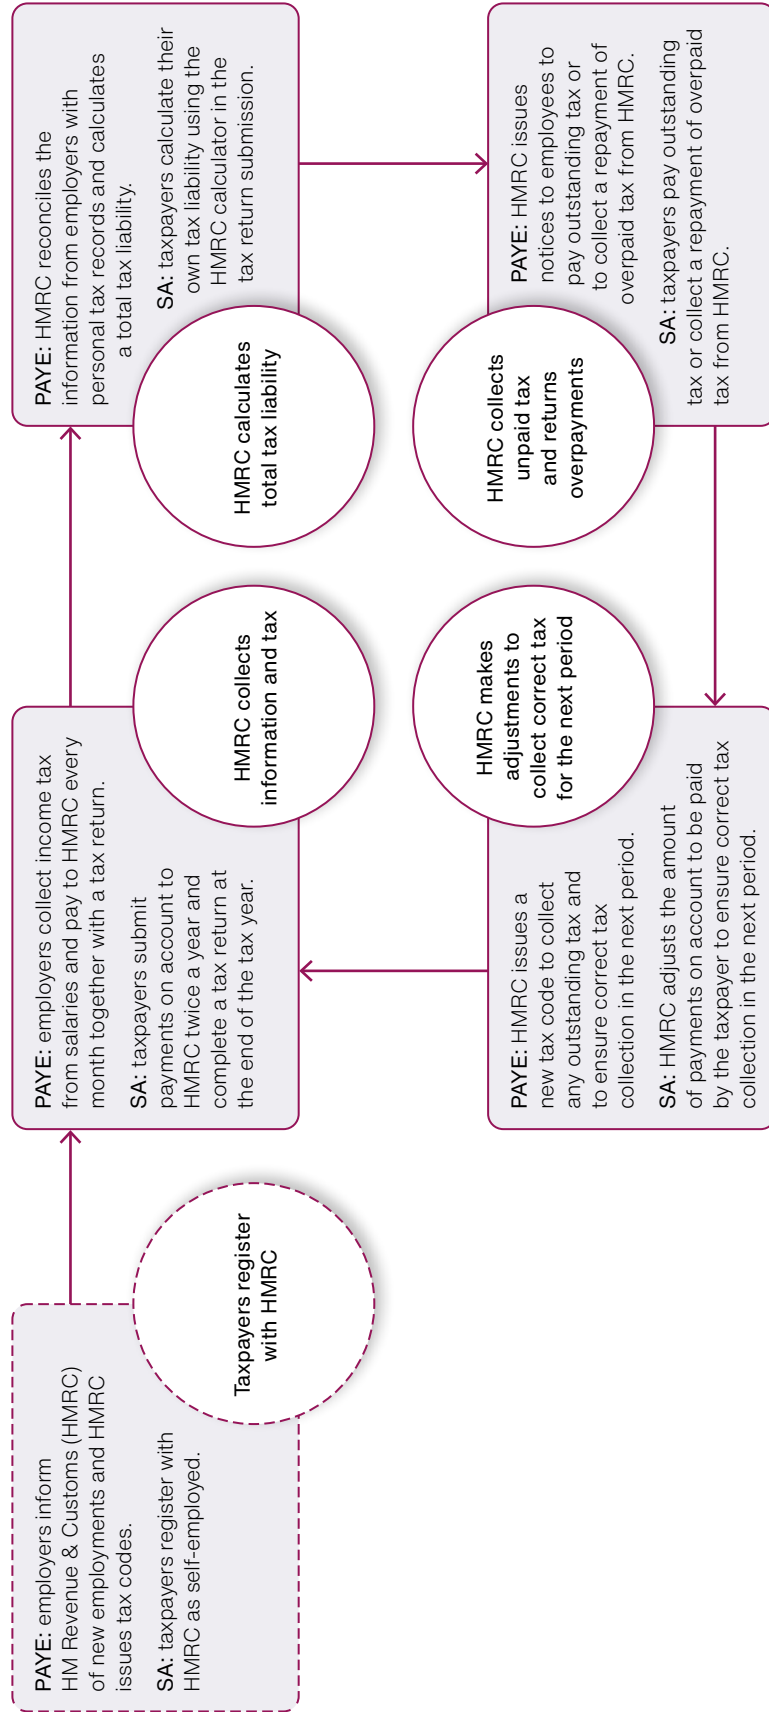 PAYE: employers inform
HM Revenue & Customs (HMRC)
of new employments and HMRC
issues tax codes.
SA: taxpayers register with
HMRC as self-employed.
Taxpayers register
with HMRC
PAYE: employers collect income tax
from salaries and pay to HMRC every
month together with a tax return.
SA: taxpayers submit
payments on account to
HMRC twice a year and
complete a tax return at
the end of the tax year.
HMRC collects
information and tax
PAYE: HMRC reconciles the
information from employers with
personal tax records and calculates
a total tax liability.
SA: taxpayers calculate their
own tax liability using the
HMRC calculator in the
tax return submission.
HMRC calculates
total tax liability
PAYE: HMRC issues
notices to employees to
pay outstanding tax or
to collect a repayment of
overpaid tax from HMRC.
SA: taxpayers pay outstanding
tax or collect a repayment of overpaid
tax from HMRC.
HMRC collects
unpaid tax
and returns
overpayments
PAYE: HMRC issues a
new tax code to collect
any outstanding tax and
to ensure correct tax
collection in the next period.
SA: HMRC adjusts the amount
of payments on account to be paid
by the taxpayer to ensure correct tax
collection in the next period.
HMRC makes
adjustments to
collect correct tax
for the next period